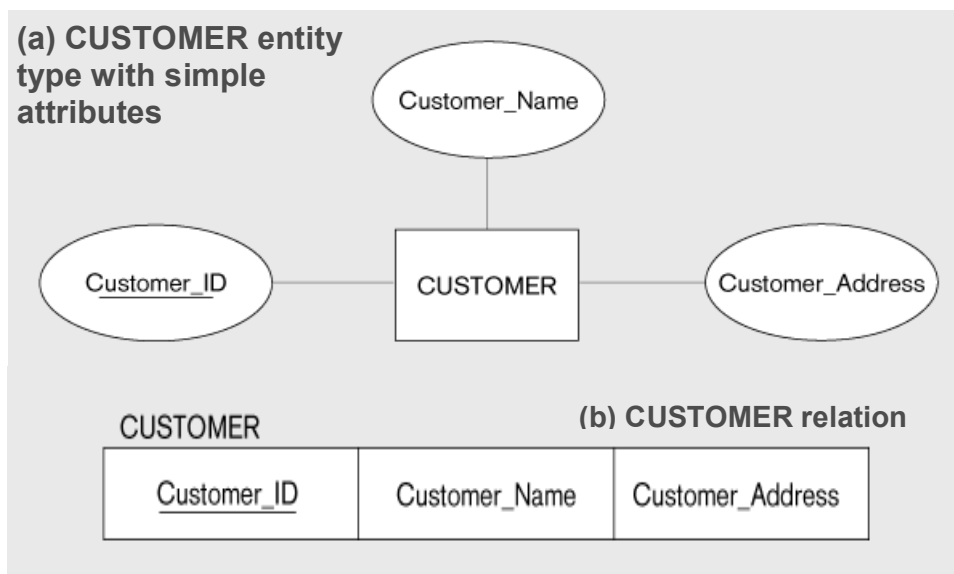 (a) CUSTOMER entity
type with simple
attributes
Customer_Name
Customer_ID
CUSTOMER
Customer_Address
(b) CUSTOMER relation
CUSTOMER
Customer_ID
Customer_Name
Customer_Address